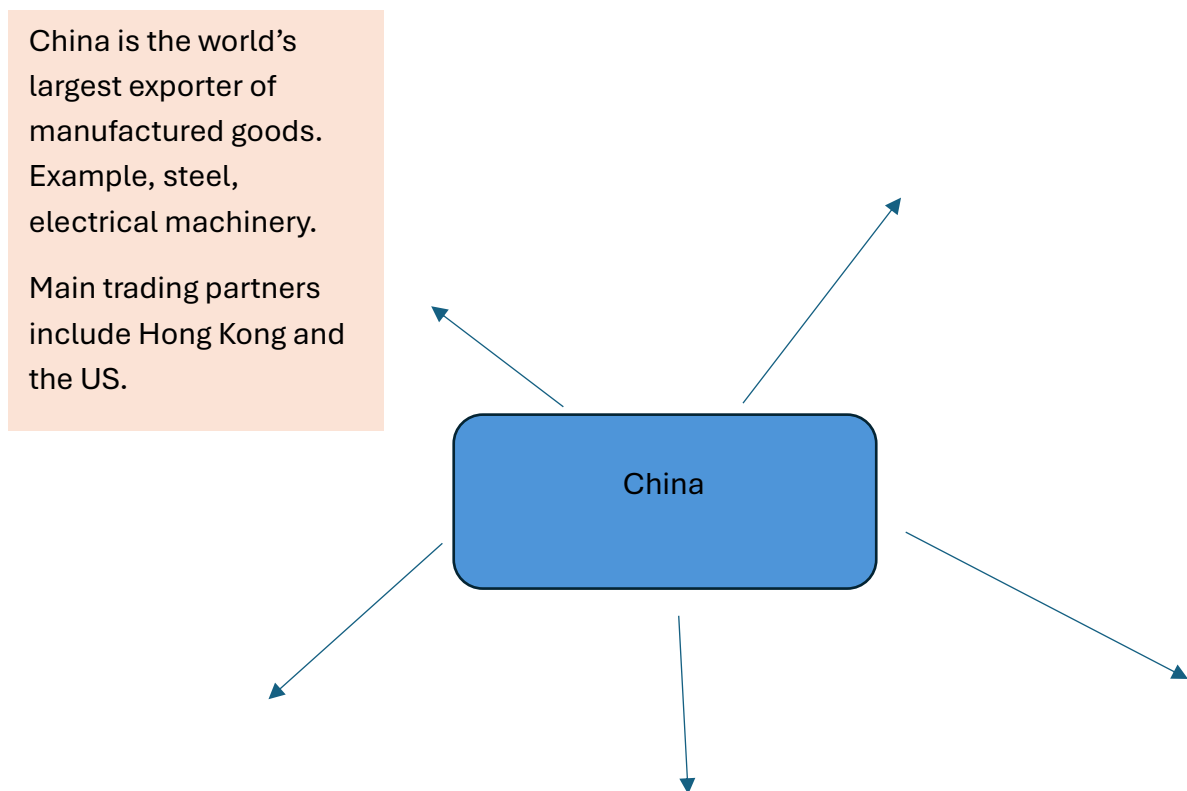 China is the world’s
largest exporter of
manufactured goods.
Example, steel,
electrical machinery.
Main trading partners
include Hong Kong and
the US.
China